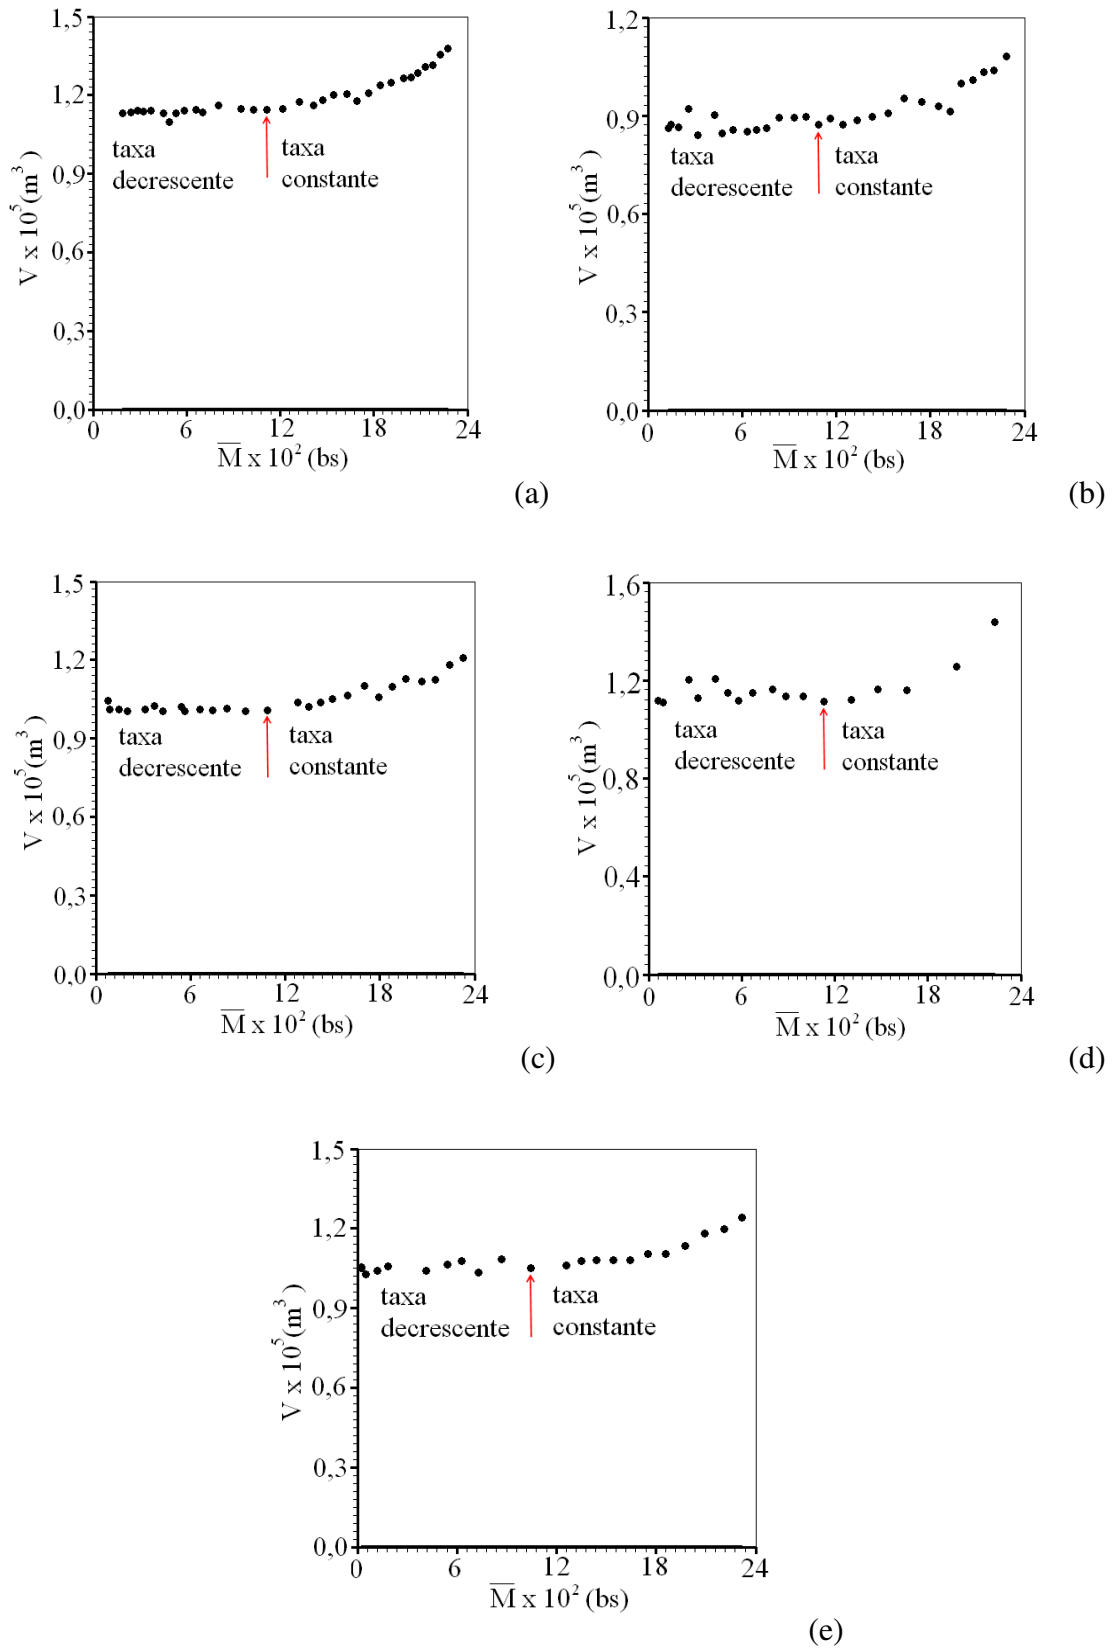 1,5
1,2
0,9
0,6
0,3
0,0
V x 10⁵(m³)
taxa
decrescente
taxa
constante
0 6 12 18 24
M̅ x 10² (bs)
(a)
1,2
0,9
0,6
0,3
0,0
V x 10⁵(m³)
taxa
decrescente
taxa
constante
0 6 12 18 24
M̅ x 10² (bs)
(b)
1,5
1,2
0,9
0,6
0,3
0,0
V x 10⁵(m³)
taxa
decrescente
taxa
constante
0 6 12 18 24
M̅ x 10² (bs)
(c)
1,6
1,2
0,8
0,4
0,0
V x 10⁵(m³)
taxa
decrescente
taxa
constante
0 6 12 18 24
M̅ x 10² (bs)
(d)
1,5
1,2
0,9
0,6
0,3
0,0
V x 10⁵(m³)
taxa
decrescente
taxa
constante
0 6 12 18 24
M̅ x 10² (bs)
(e)